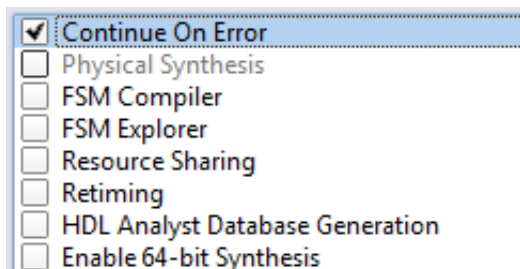 Continue On Error
Physical Synthesis
FSM Compiler
FSM Explorer
Resource Sharing
Retiming
HDL Analyst Database Generation
Enable 64-bit Synthesis